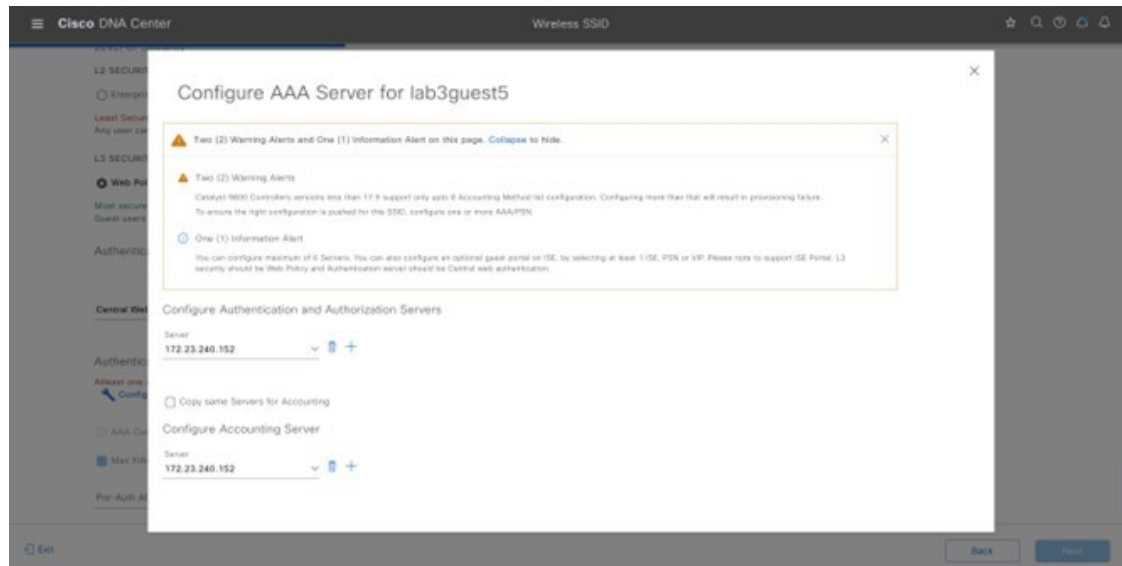 Cisco DNA Center
Wireless SSID
L2 SECURIT
Enterpri
Least Secur
Any user ca
L3 SECURIT
Web Pol
Most secure
Guest users
Authentic
Central Web
Authentic
Atleast one
Config
AAA Ov
Mac Filt
Pre-Auth A
Configure AAA Server for lab3guest5
Two (2) Warning Alerts and One (1) Information Alert on this page. Collapse to hide.
Two (2) Warning Alerts
Catalyst 9800 Controllers versions less than 17.9 support only upto 8 Accounting Method list configuration. Configuring more than that will result in provisioning failure.
To ensure the right configuration is pushed for this SSID, configure one or more AAA/PSN.
One (1) Information Alert
You can configure maximum of 6 Servers. You can also configure an optional guest portal on ISE, by selecting at least 1 ISE, PSN or VIP. Please note to support ISE Portal, L3
security should be Web Policy and Authentication server should be Central web authentication.
Configure Authentication and Authorization Servers
Server
172.23.240.152
Copy same Servers for Accounting
Configure Accounting Server
Server
172.23.240.152
Exit
Back
Next